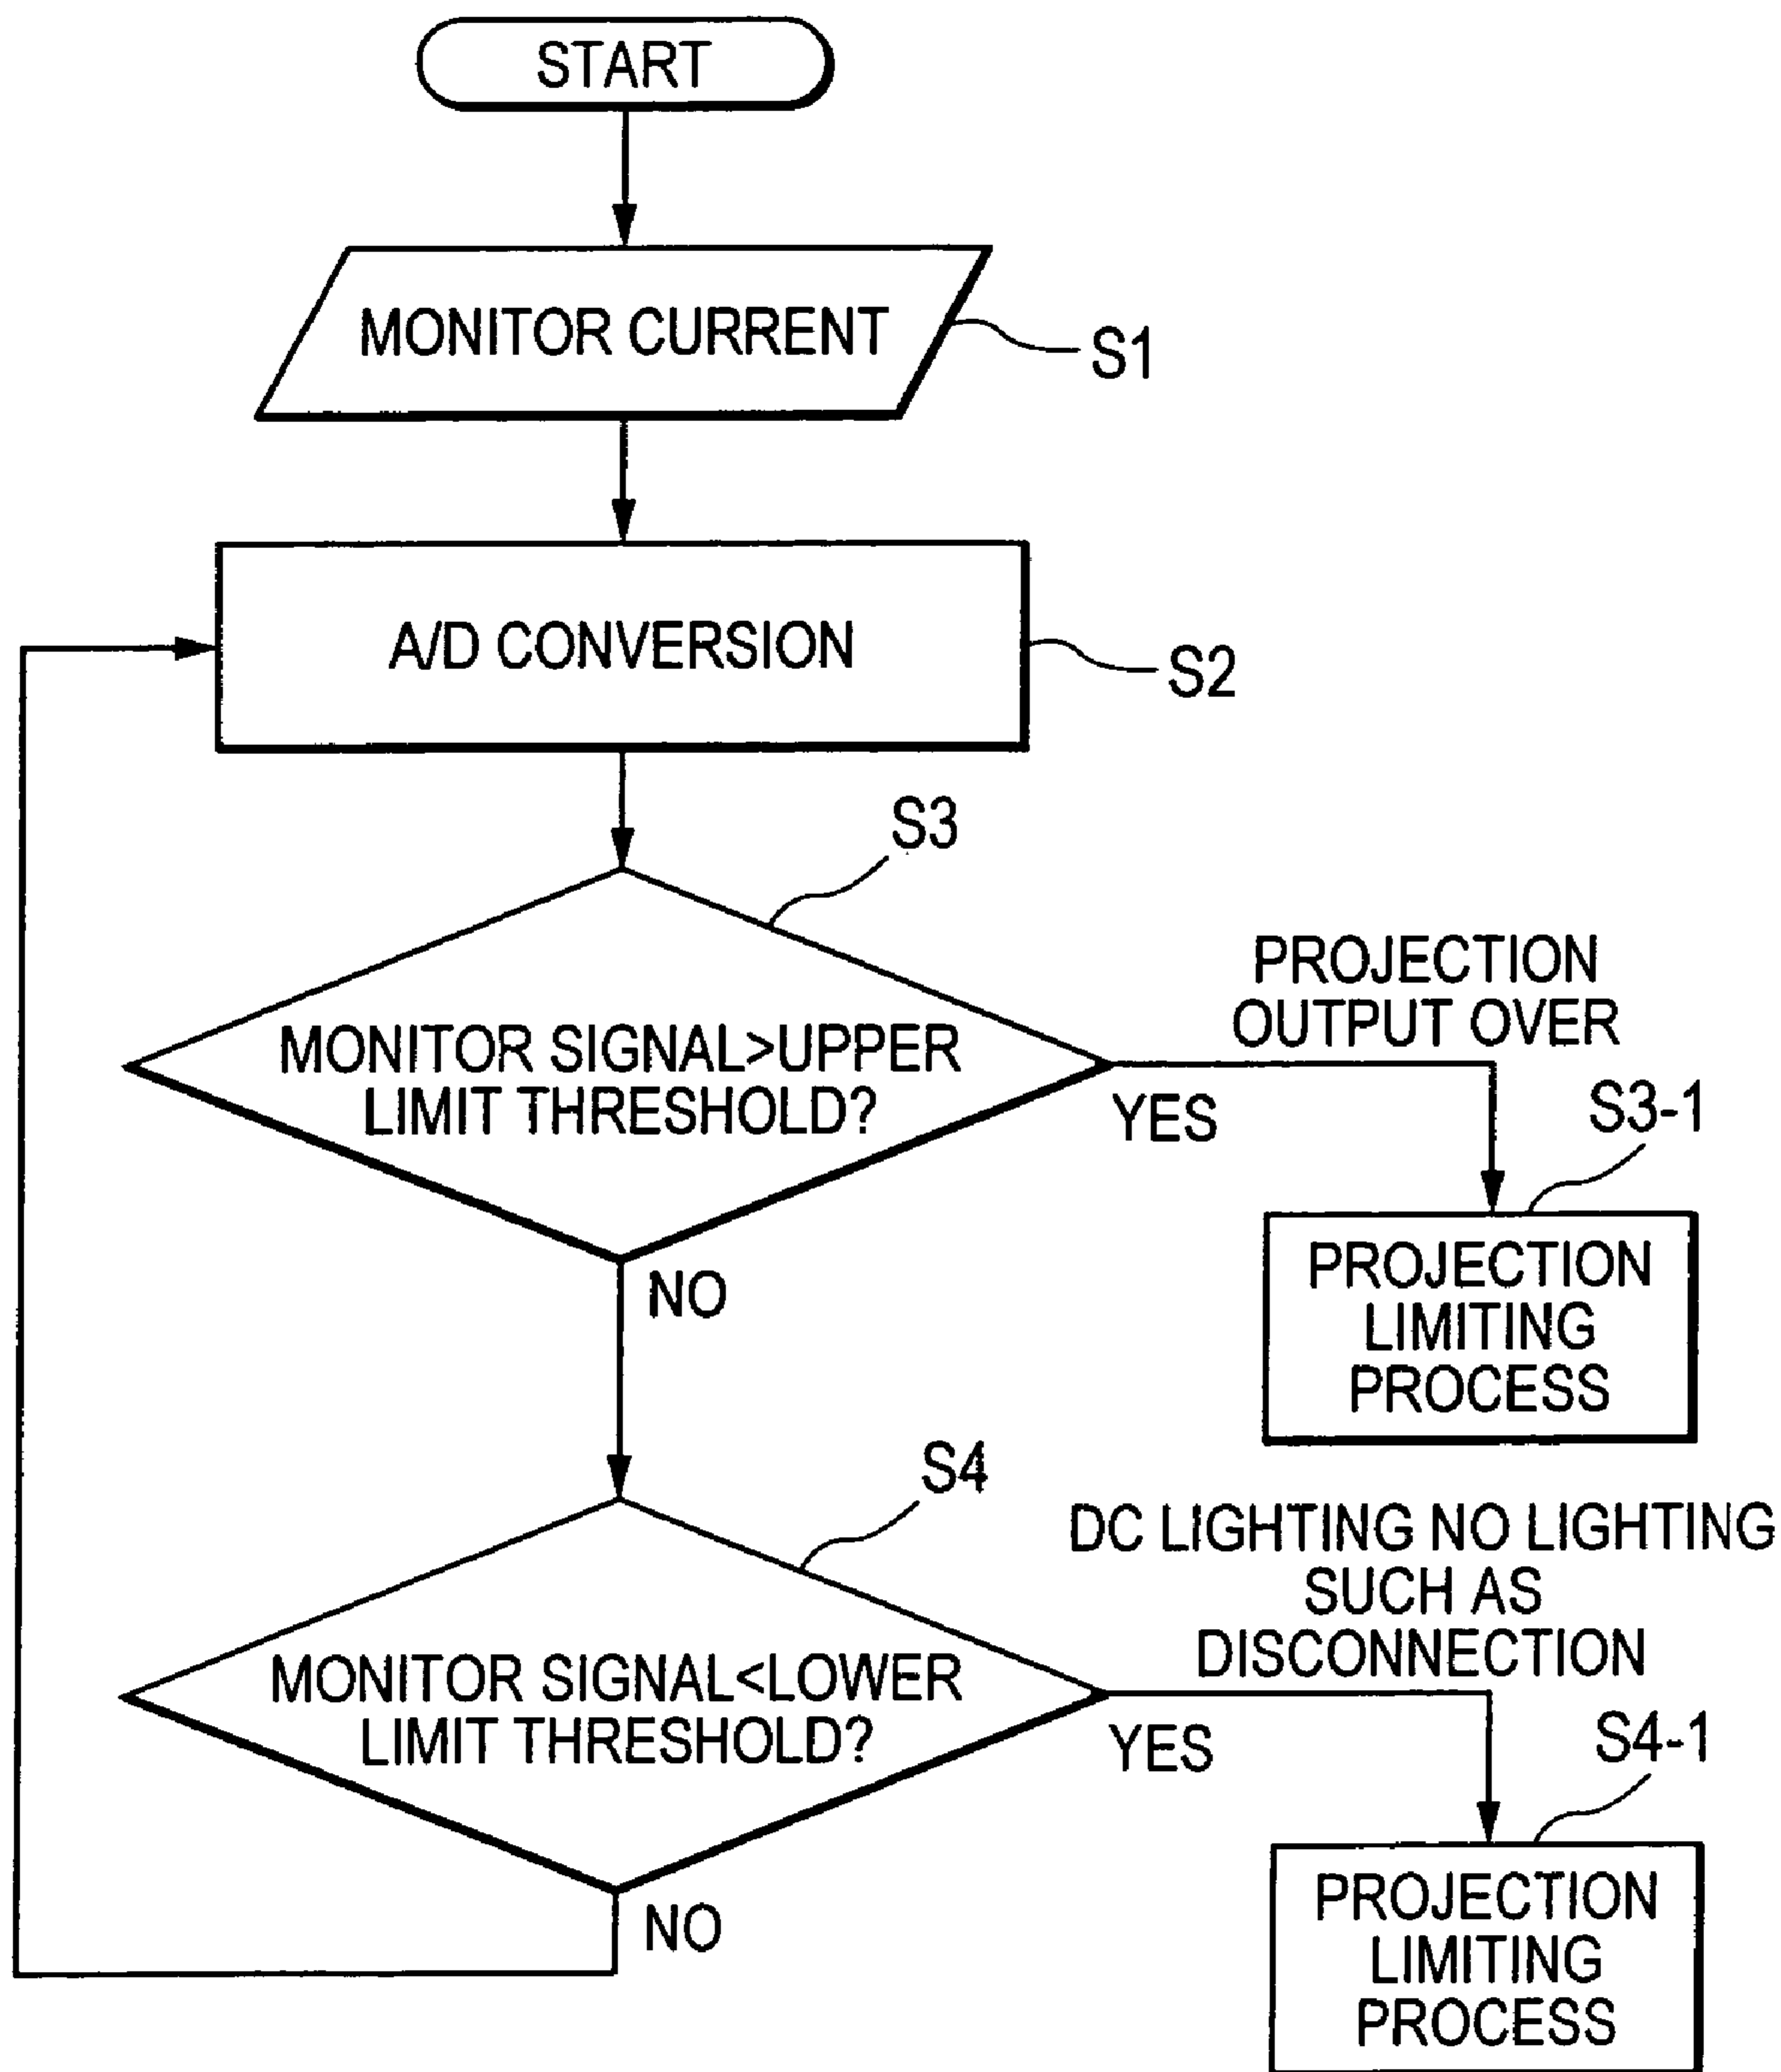 START
MONITOR CURRENT
S1
A/D CONVERSION
S2
S3
MONITOR SIGNAL>UPPER
LIMIT THRESHOLD?
PROJECTION
OUTPUT OVER
YES
S3-1
PROJECTION
LIMITING
PROCESS
NO
S4
MONITOR SIGNAL<LOWER
LIMIT THRESHOLD?
DC LIGHTING NO LIGHTING
SUCH AS
DISCONNECTION
YES
S4-1
PROJECTION
LIMITING
PROCESS
NO